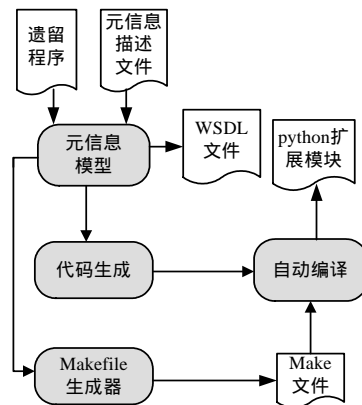 遗留
程序
元信息
描述
文件
元信息
模型
WSDL
文件
python扩
展模块
代码生成
自动编译
Makefile
生成器
Make
文件